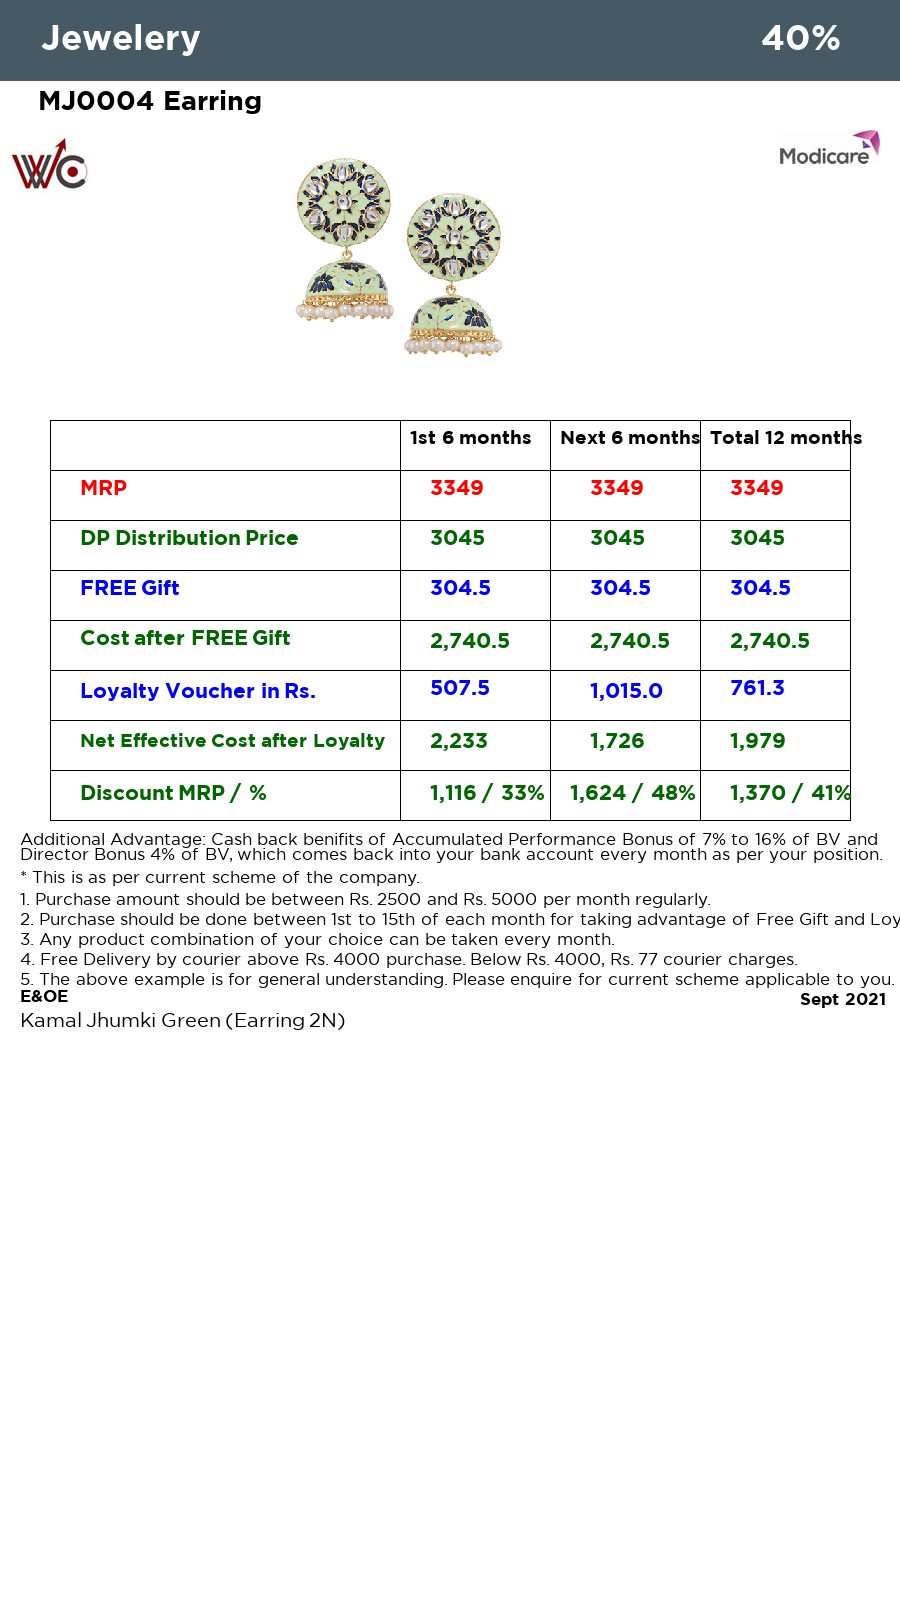 Jewelery 40%
MJ0004 Earring
WC
Modicare
1st 6 months Next 6 months Total 12 months
MRP 3349 3349 3349
DP Distribution Price 3045 3045 3045
FREE Gift 304.5 304.5 304.5
Cost after FREE Gift 2,740.5 2,740.5 2,740.5
Loyalty Voucher in Rs. 507.5 1,015.0 761.3
Net Effective Cost after Loyalty 2,233 1,726 1,979
Discount MRP / % 1,116 / 33% 1,624 / 48% 1,370 / 41%
Additional Advantage: Cash back benifits of Accumulated Performance Bonus of 7% to 16% of BV and
Director Bonus 4% of BV, which comes back into your bank account every month as per your position.
* This is as per current scheme of the company.
1. Purchase amount should be between Rs. 2500 and Rs. 5000 per month regularly.
2. Purchase should be done between 1st to 15th of each month for taking advantage of Free Gift and Loy
3. Any product combination of your choice can be taken every month.
4. Free Delivery by courier above Rs. 4000 purchase. Below Rs. 4000, Rs. 77 courier charges.
5. The above example is for general understanding. Please enquire for current scheme applicable to you.
E&OE Sept 2021
Kamal Jhumki Green (Earring 2N)